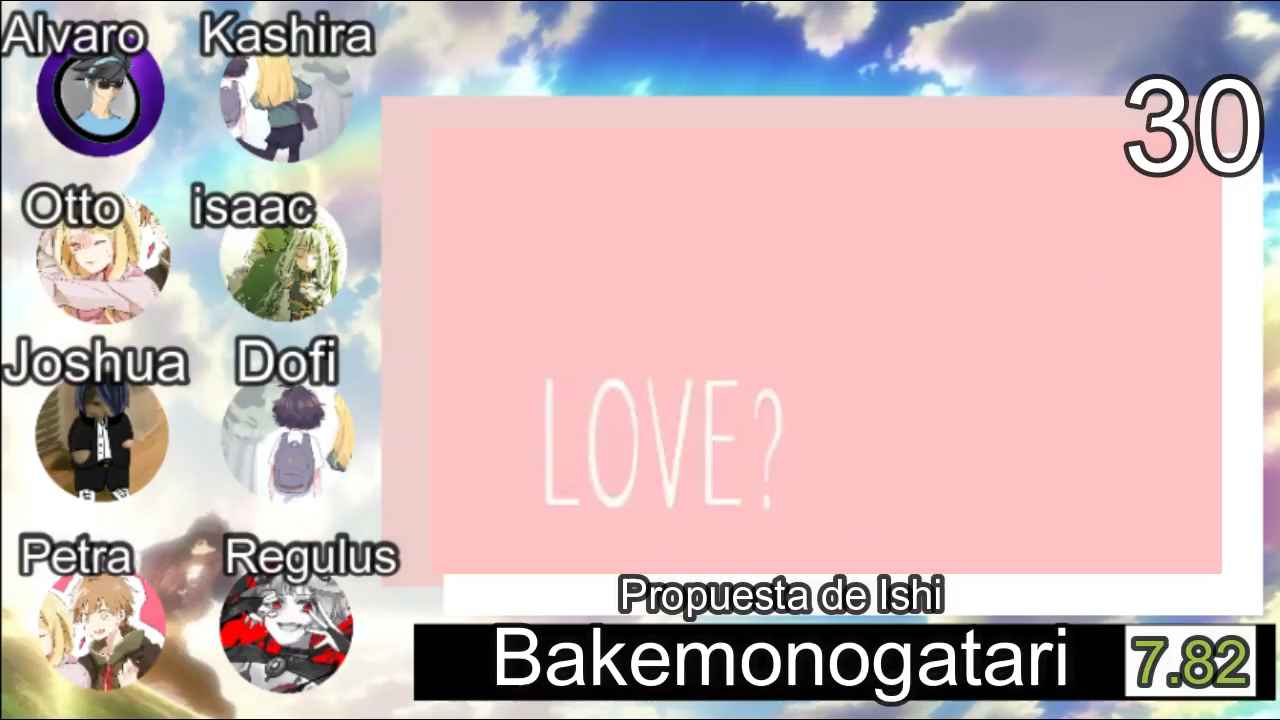 Alvaro
Kashira
30
Otto
isaac
Joshua
Dofi
LOVE?
Petra
Regulus
Propuesta de Ishi
Bakemonogatari
7.82